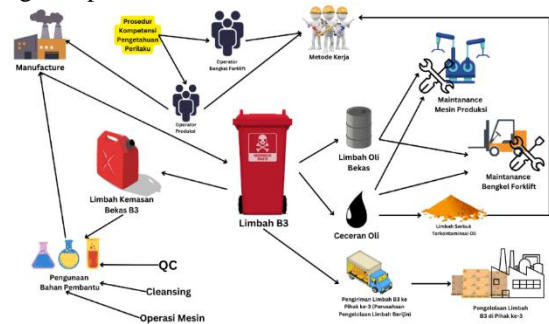 Prosedur
Kompetensi
Pengetahuan
Perilaku
Manufacture
Operator
Bengkel Forklift
Metode Kerja
Operator
Produksi
Maintanance
Mesin Produksi
Limbah Oli
Bekas
Maintanance
Bengkel Forklift
Limbah Kemasan
Bekas B3
Limbah B3
Ceceran Oli
Limbah Serbuk
Terkontaminasi Oli
Pengunaan
Bahan Pembantu
QC
Cleansing
Operasi Mesin
Pengiriman Limbah B3 ke
Pihak ke-3 (Perusahaan
Pengelolaan Limbah Berijin)
Pengelolaan Limbah
B3 di Pihak ke-3